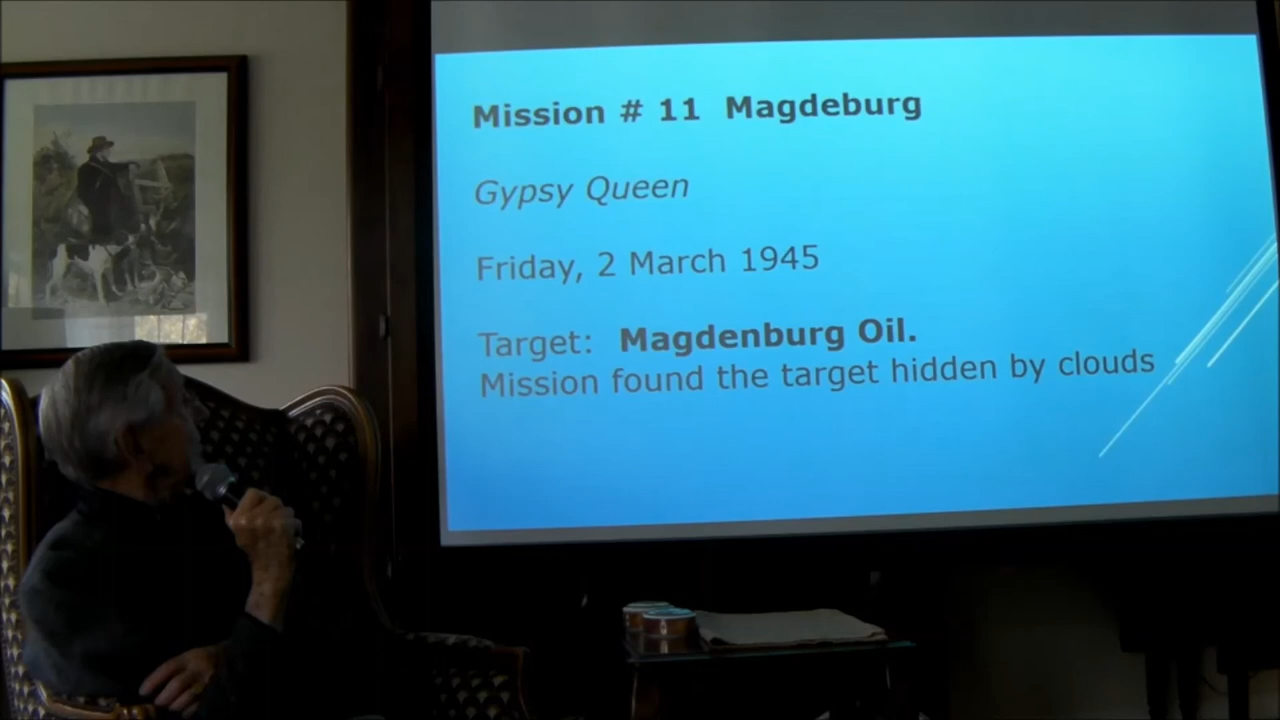 Mission # 11 Magdeburg
Gypsy Queen
Friday, 2 March 1945
Target: Magdenburg Oil.
Mission found the target hidden by clouds